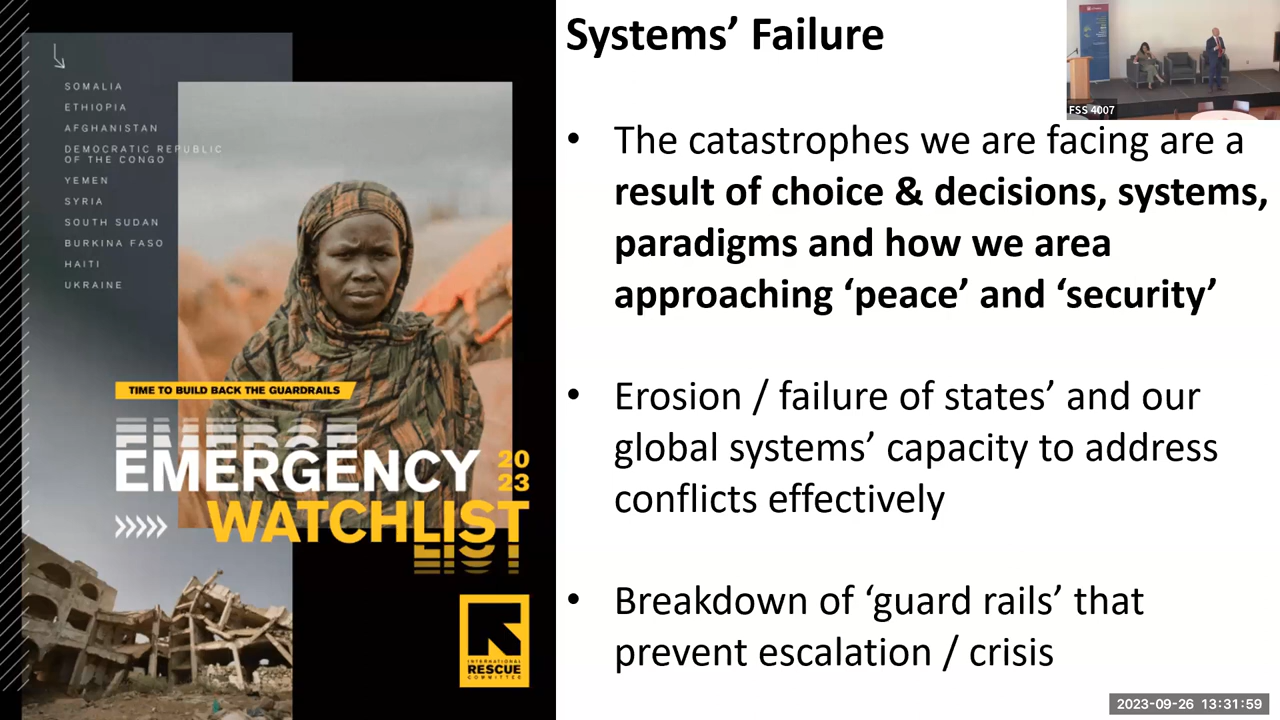 SOMALIA
ETHIOPIA
AFGHANISTAN
DEMOCRATIC REPUBLIC
OF THE CONGO
YEMEN
SYRIA
SOUTH SUDAN
BURKINA FASO
HAITI
UKRAINE
TIME TO BUILD BACK THE GUARDRAILS
EMERGENCY
20
23
WATCHLIST
INTERNATIONAL
RESCUE
COMMITTEE
Systems’ Failure
• The catastrophes we are facing are a
result of choice & decisions, systems,
paradigms and how we area
approaching ‘peace’ and ‘security’
• Erosion / failure of states’ and our
global systems’ capacity to address
conflicts effectively
• Breakdown of ‘guard rails’ that
prevent escalation / crisis
FSS 4007
2023-09-26 13:31:59